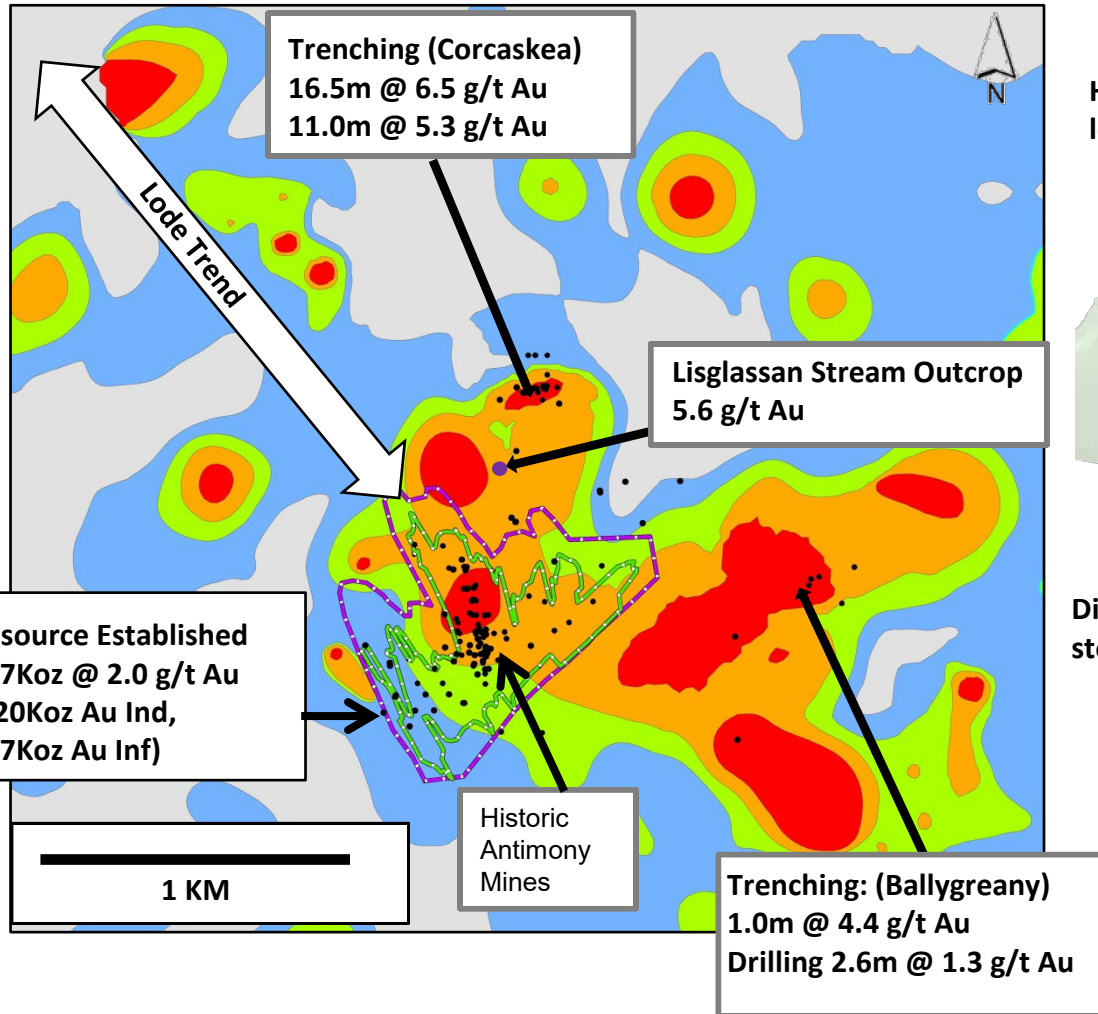 Trenching (Corcaskea)
16.5m @ 6.5 g/t Au
11.0m @ 5.3 g/t Au
N
Lode Trend
Lisglassan Stream Outcrop
5.6 g/t Au
source Established
7Koz @ 2.0 g/t Au
20Koz Au Ind,
7Koz Au Inf)
Historic
Antimony
Mines
1 KM
Trenching: (Ballygreany)
1.0m @ 4.4 g/t Au
Drilling 2.6m @ 1.3 g/t Au
H
Di